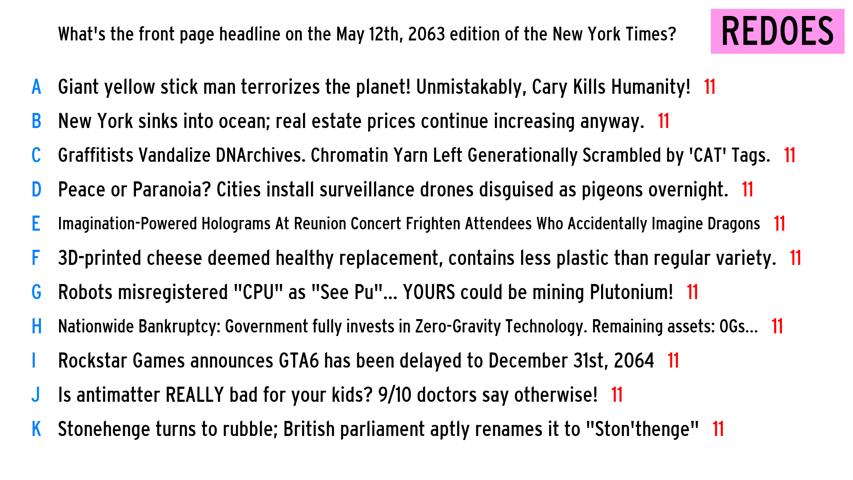 What's the front page headline on the May 12th, 2063 edition of the New York Times? REDOES
A Giant yellow stick man terrorizes the planet! Unmistakably, Cary Kills Humanity! 11
B New York sinks into ocean; real estate prices continue increasing anyway. 11
C Graffitists Vandalize DNArchives. Chromatin Yarn Left Generationally Scrambled by 'CAT' Tags. 11
D Peace or Paranoia? Cities install surveillance drones disguised as pigeons overnight. 11
E Imagination-Powered Holograms At Reunion Concert Frighten Attendees Who Accidentally Imagine Dragons 11
F 3D-printed cheese deemed healthy replacement, contains less plastic than regular variety. 11
G Robots misregistered "CPU" as "See Pu"... YOURS could be mining Plutonium! 11
H Nationwide Bankruptcy: Government fully invests in Zero-Gravity Technology. Remaining assets: 0Gs... 11
I Rockstar Games announces GTA6 has been delayed to December 31st, 2064 11
J Is antimatter REALLY bad for your kids? 9/10 doctors say otherwise! 11
K Stonehenge turns to rubble; British parliament aptly renames it to "Ston'thenge" 11